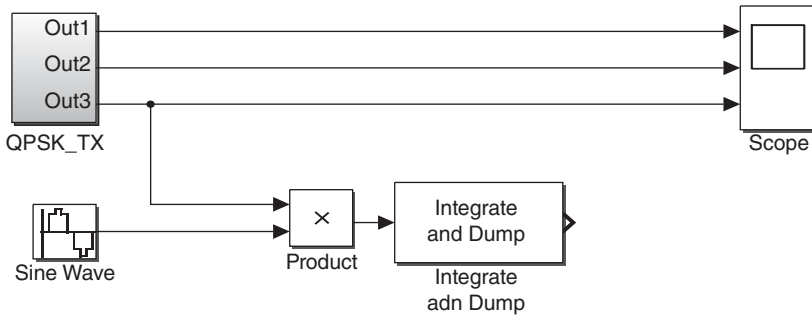 Out1
Out2
Out3
QPSK_TX
Scope
Sine Wave
×
Product
Integrate
and Dump
Integrate
adn Dump